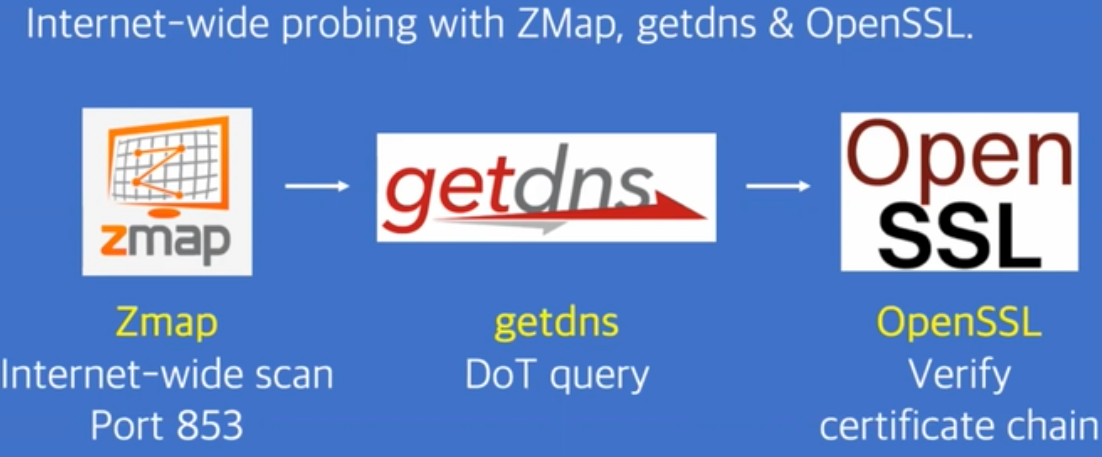 Internet-wide probing with ZMap, getdns & OpenSSL.
zmap
getdns
Open
SSL
Zmap
Internet-wide scan
Port 853
getdns
DoT query
OpenSSL
Verify
certificate chain